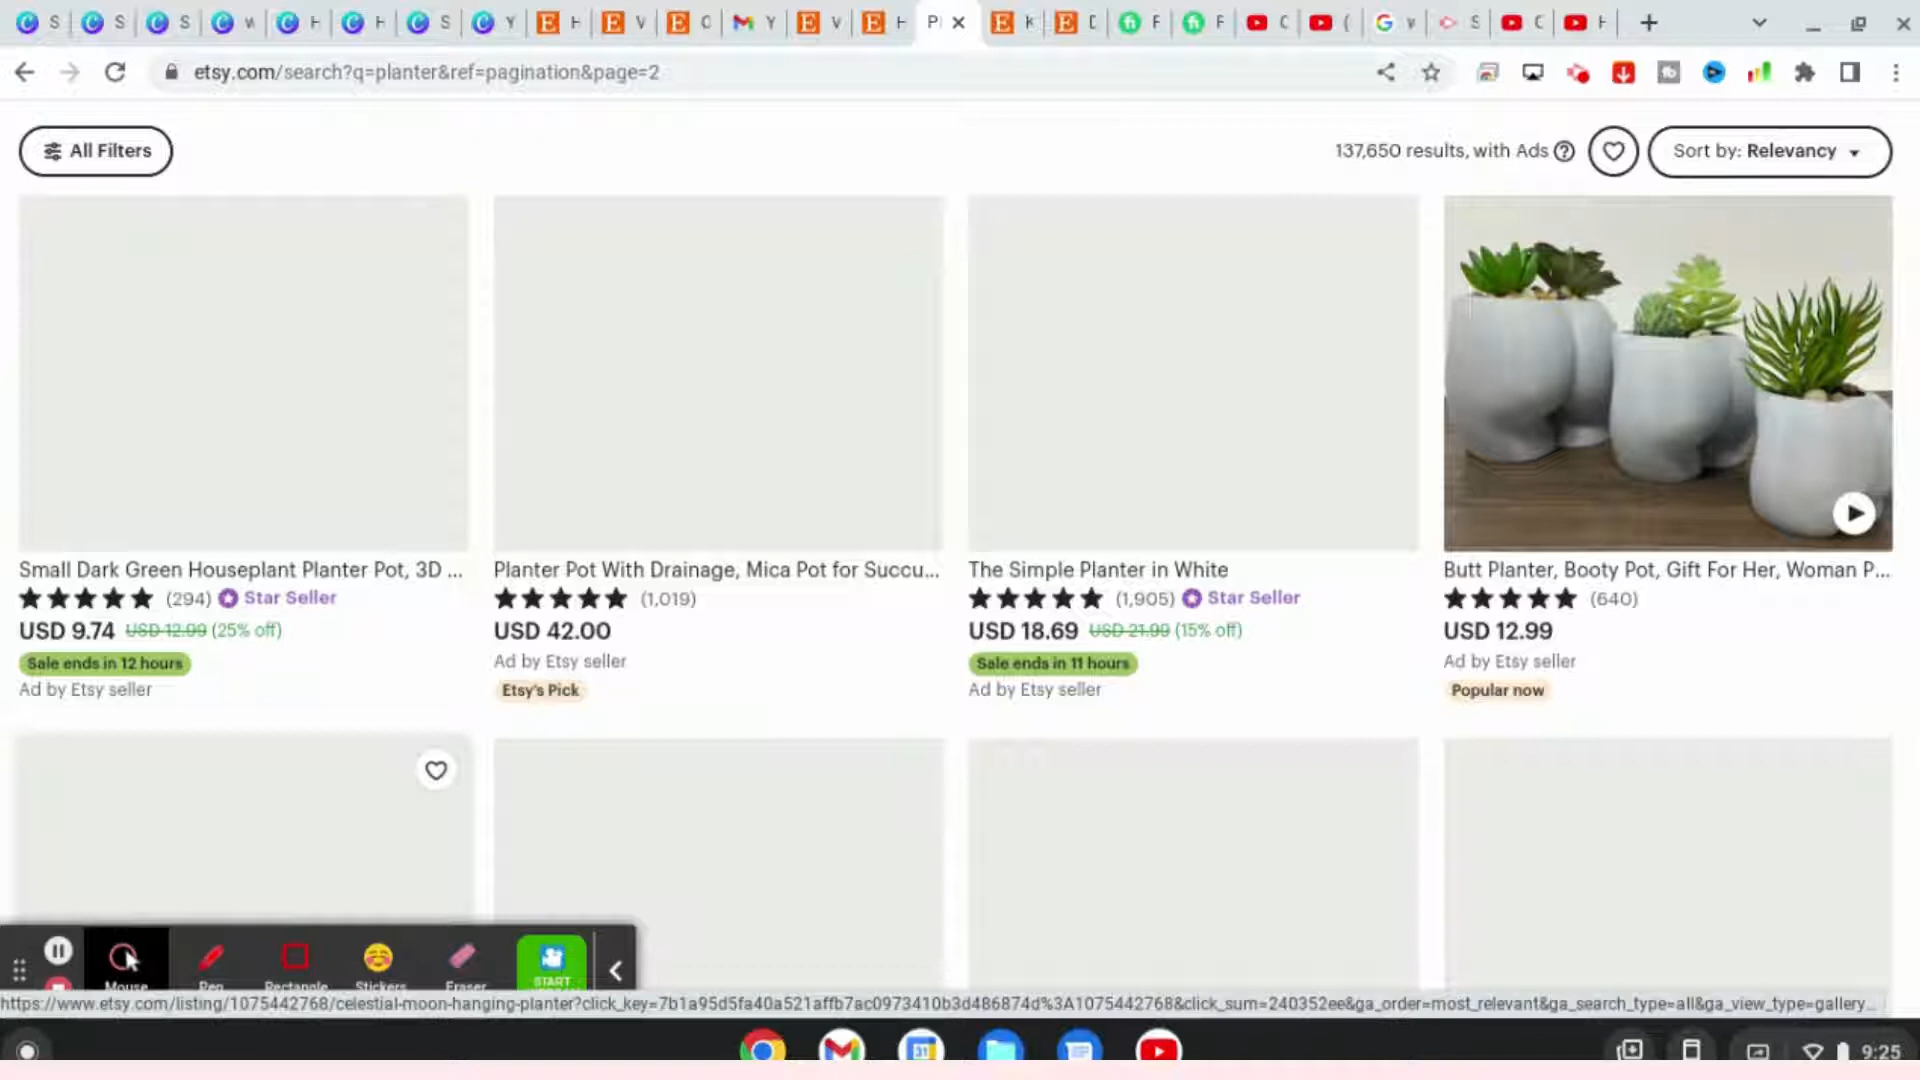 S S S W H H S Y H V C Y V H P K D F F C ( G v S C H
etsy.com/search?q=planter&ref=pagination&page=2
All Filters
137,650 results, with Ads
Sort by: Relevancy
Small Dark Green Houseplant Planter Pot, 3D ...
(294) Star Seller
USD 9.74 USD 12.99 (25% off)
Sale ends in 12 hours
Ad by Etsy seller
Planter Pot With Drainage, Mica Pot for Succu...
(1,019)
USD 42.00
Ad by Etsy seller
Etsy's Pick
The Simple Planter in White
(1,905) Star Seller
USD 18.69 USD 21.99 (15% off)
Sale ends in 11 hours
Ad by Etsy seller
Butt Planter, Booty Pot, Gift For Her, Woman P...
(640)
USD 12.99
Ad by Etsy seller
Popular now
Mouse Pen Rectangle Stickers Eraser START
https://www.etsy.com/listing/1075442768/celestial-moon-hanging-planter?click_key=7b1a95d5fa40a521affb7ac0973410b3d486874d%3A1075442768&click_sum=240352ee&ga_order=most_relevant&ga_search_type=all&ga_view_type=gallery...
31
9:25